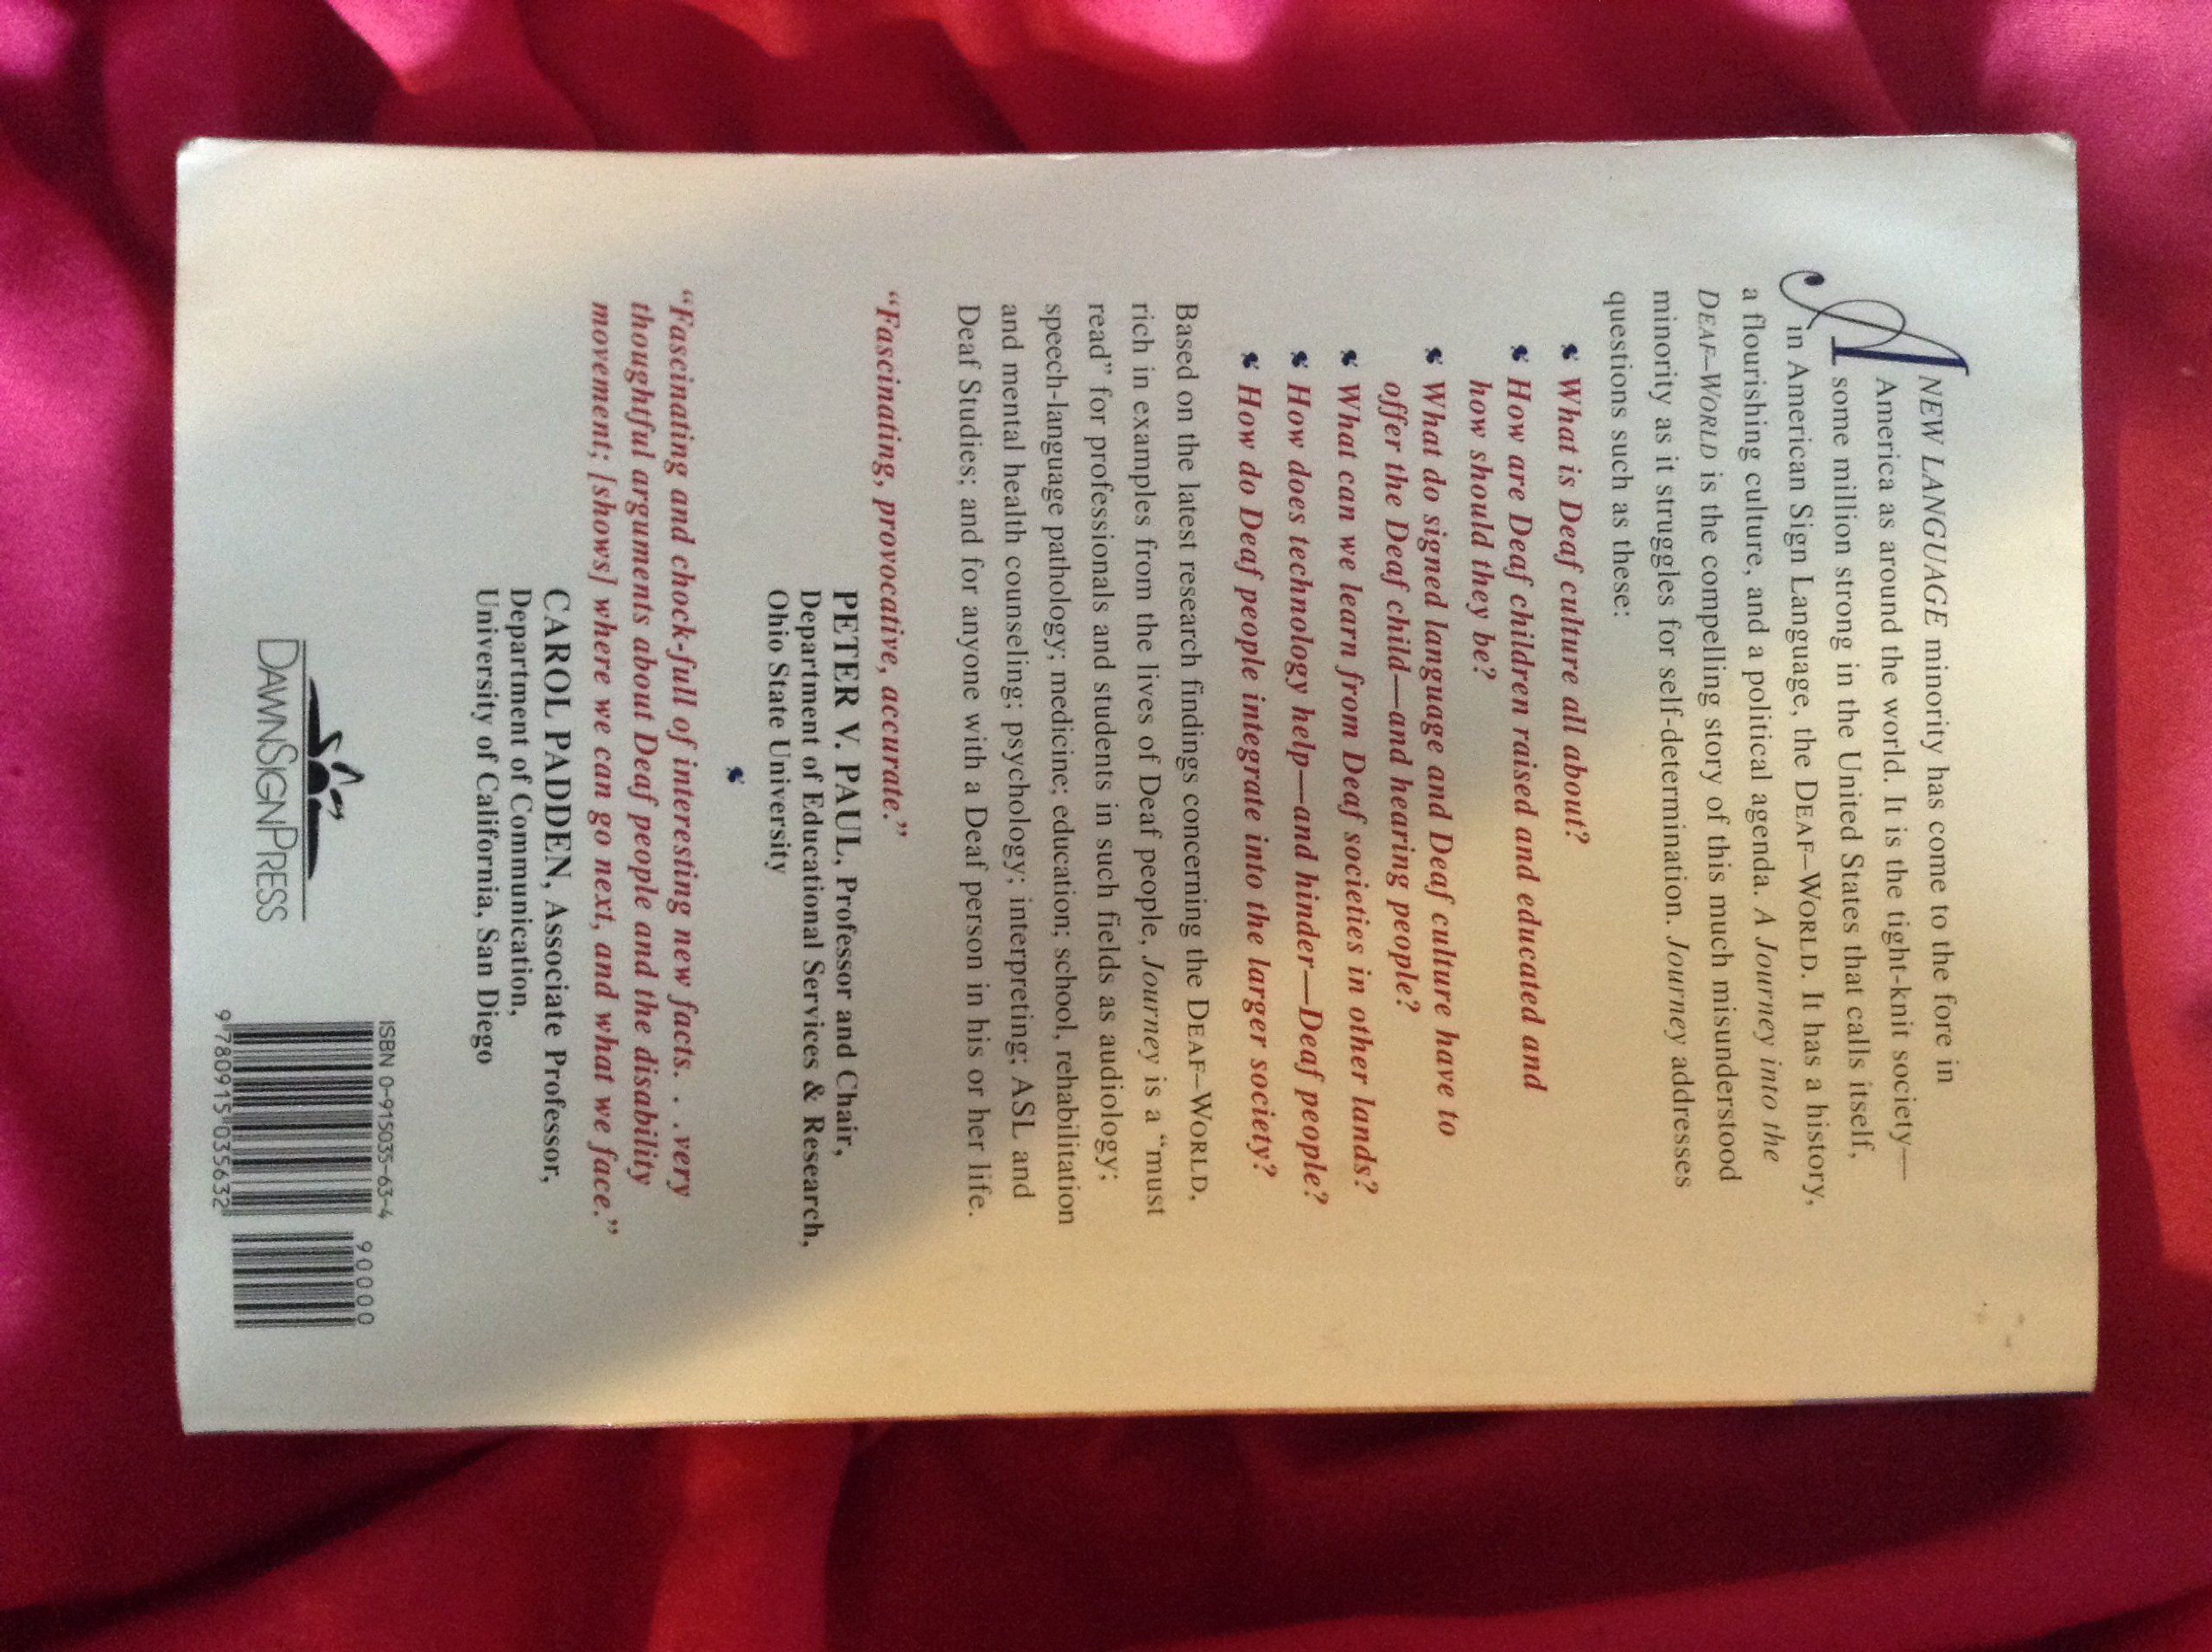 A NEW LANGUAGE minority has come to the fore in
America as around the world. It is the tight-knit society—
some million strong in the United States that calls itself,
in American Sign Language, the DEAF–WORLD. It has a history,
a flourishing culture, and a political agenda. A Journey into the
DEAF–WORLD is the compelling story of this much misunderstood
minority as it struggles for self-determination. Journey addresses
questions such as these:
What is Deaf culture all about?
How are Deaf children raised and educated and
how should they be?
What do signed language and Deaf culture have to
offer the Deaf child—and hearing people?
What can we learn from Deaf societies in other lands?
How does technology help—and hinder—Deaf people?
How do Deaf people integrate into the larger society?
Based on the latest research findings concerning the DEAF–WORLD,
rich in examples from the lives of Deaf people, Journey is a “must
read” for professionals and students in such fields as audiology;
speech-language pathology; medicine; education; school, rehabilitation
and mental health counseling; psychology; interpreting; ASL and
Deaf Studies; and for anyone with a Deaf person in his or her life.
“Fascinating, provocative, accurate.”
PETER V. PAUL, Professor and Chair,
Department of Educational Services & Research,
Ohio State University
“Fascinating and chock-full of interesting new facts. . . very
thoughtful arguments about Deaf people and the disability
movement; [shows] where we can go next, and what we face.”
CAROL PADDEN, Associate Professor,
Department of Communication,
University of California, San Diego
DAWNSIGNPRESS
ISBN 0-915035-63-4
90000
9 780915 035632